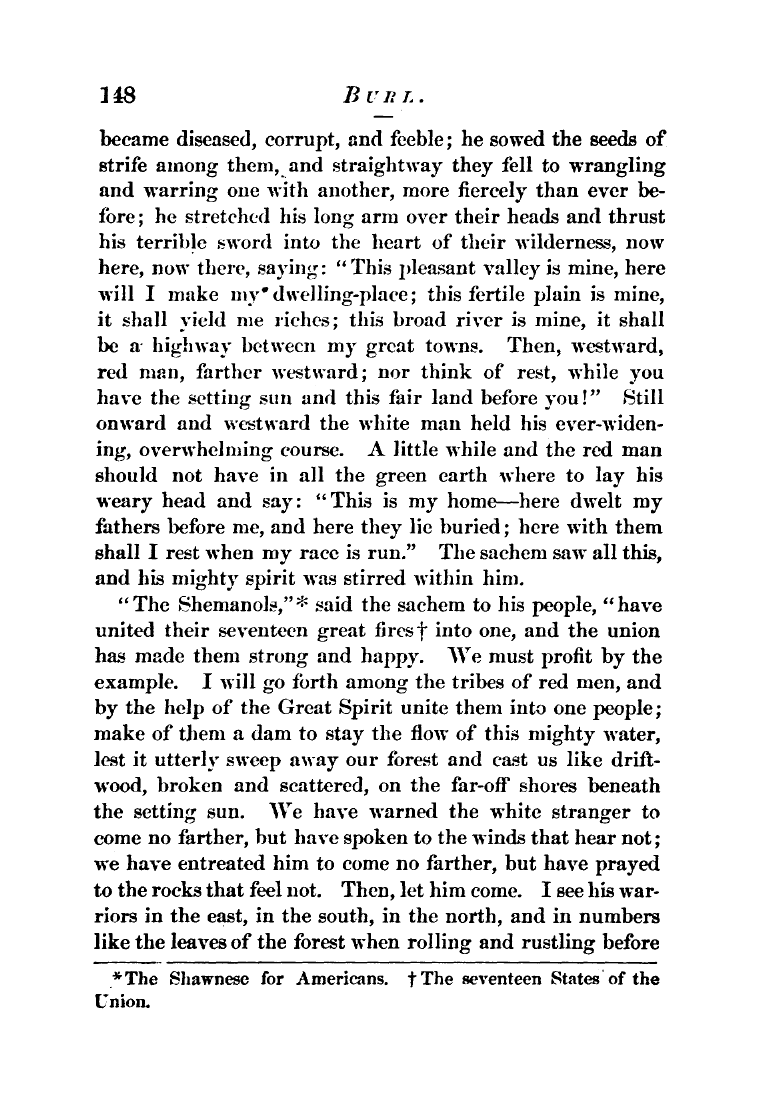 148 BURL.
became diseased, corrupt, and feeble; he sowed the seeds of
strife among them, and straightway they fell to wrangling
and warring one with another, more fiercely than ever be-
fore; he stretched his long arm over their heads and thrust
his terrible sword into the heart of their wilderness, now
here, now there, saying: "This pleasant valley is mine, here
will I make my dwelling-place; this fertile plain is mine,
it shall yield me riches; this broad river is mine, it shall
be a highway between my great towns. Then, westward,
red man, farther westward; nor think of rest, while you
have the setting sun and this fair land before you!" Still
onward and westward the white man held his ever-widen-
ing, overwhelming course. A little while and the red man
should not have in all the green earth where to lay his
weary head and say: "This is my home—here dwelt my
fathers before me, and here they lie buried; here with them
shall I rest when my race is run." The sachem saw all this,
and his mighty spirit was stirred within him.
"The Shemanols,"* said the sachem to his people, "have
united their seventeen great fires† into one, and the union
has made them strong and happy. We must profit by the
example. I will go forth among the tribes of red men, and
by the help of the Great Spirit unite them into one people;
make of them a dam to stay the flow of this mighty water,
lest it utterly sweep away our forest and cast us like drift-
wood, broken and scattered, on the far-off shores beneath
the setting sun. We have warned the white stranger to
come no farther, but have spoken to the winds that hear not;
we have entreated him to come no farther, but have prayed
to the rocks that feel not. Then, let him come. I see his war-
riors in the east, in the south, in the north, and in numbers
like the leaves of the forest when rolling and rustling before
*The Shawnese for Americans. †The seventeen States of the
Union.